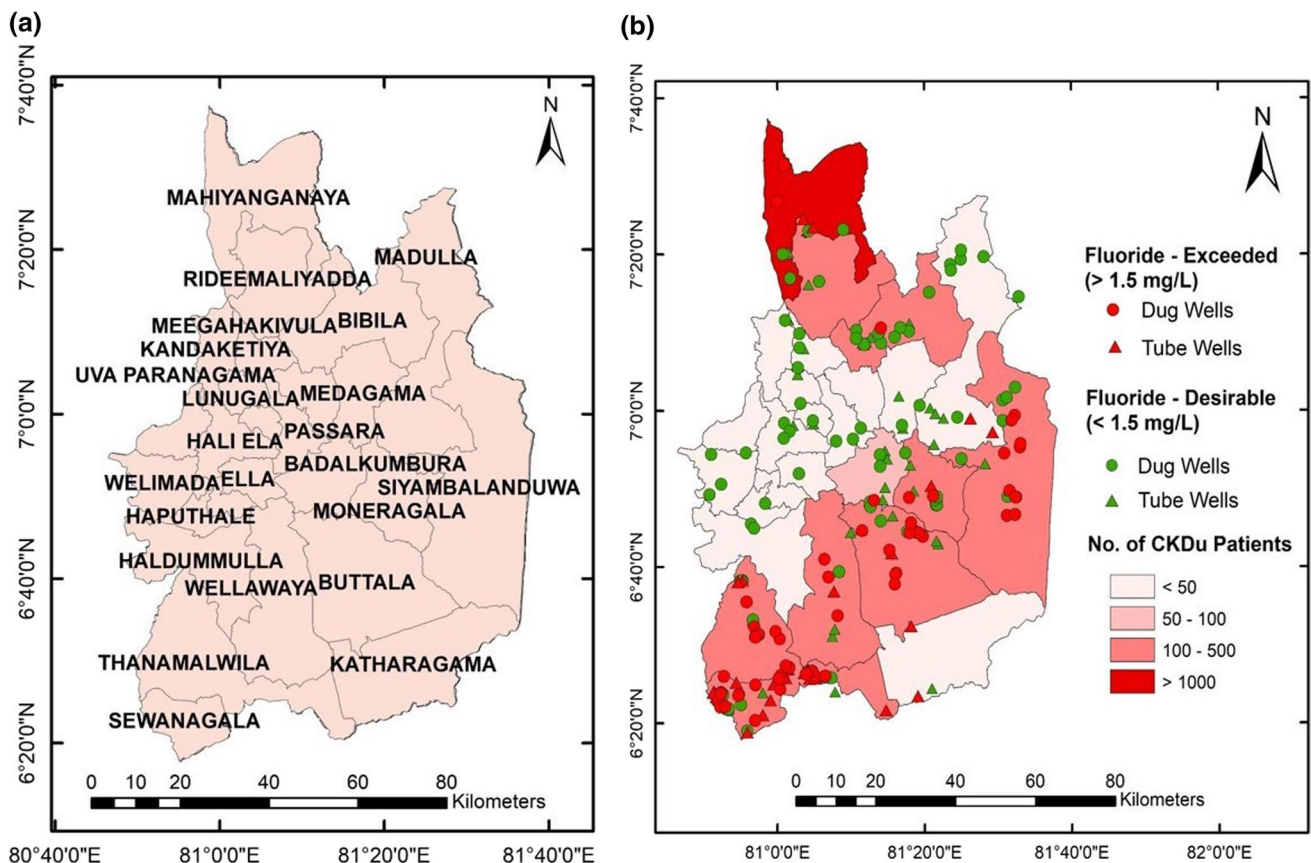 (a)
7°40'0"N
7°20'0"N
7°0'0"N
6°40'0"N
6°20'0"N
N
MAHIYANGANAYA
MADULLA
RIDEEMALIYADDA
MEEGAHAKIVULA BIBILA
KANDAKETIYA
UVA PARANAGAMA
LUNUGALA MEDAGAMA
HALI ELA PASSARA
BADALKUMBURA
WELIMADA ELLA
SIYAMBALANDUWA
HAPUTHALE MONERAGALA
HALDUMMULLA
WELLAWAYA BUTTALA
THANAMALWILA KATHARAGAMA
SEWANAGALA
0 10 20 40 60 80
Kilometers
80°40'0"E 81°0'0"E 81°20'0"E 81°40'0"E
(b)
7°40'0"N
7°20'0"N
7°0'0"N
6°40'0"N
6°20'0"N
N
Fluoride - Exceeded
(> 1.5 mg/L)
Dug Wells
Tube Wells
Fluoride - Desirable
(< 1.5 mg/L)
Dug Wells
Tube Wells
No. of CKDu Patients
< 50
50 - 100
100 - 500
> 1000
0 10 20 40 60 80
Kilometers
81°0'0"E 81°20'0"E 81°40'0"E 82°0'0"E